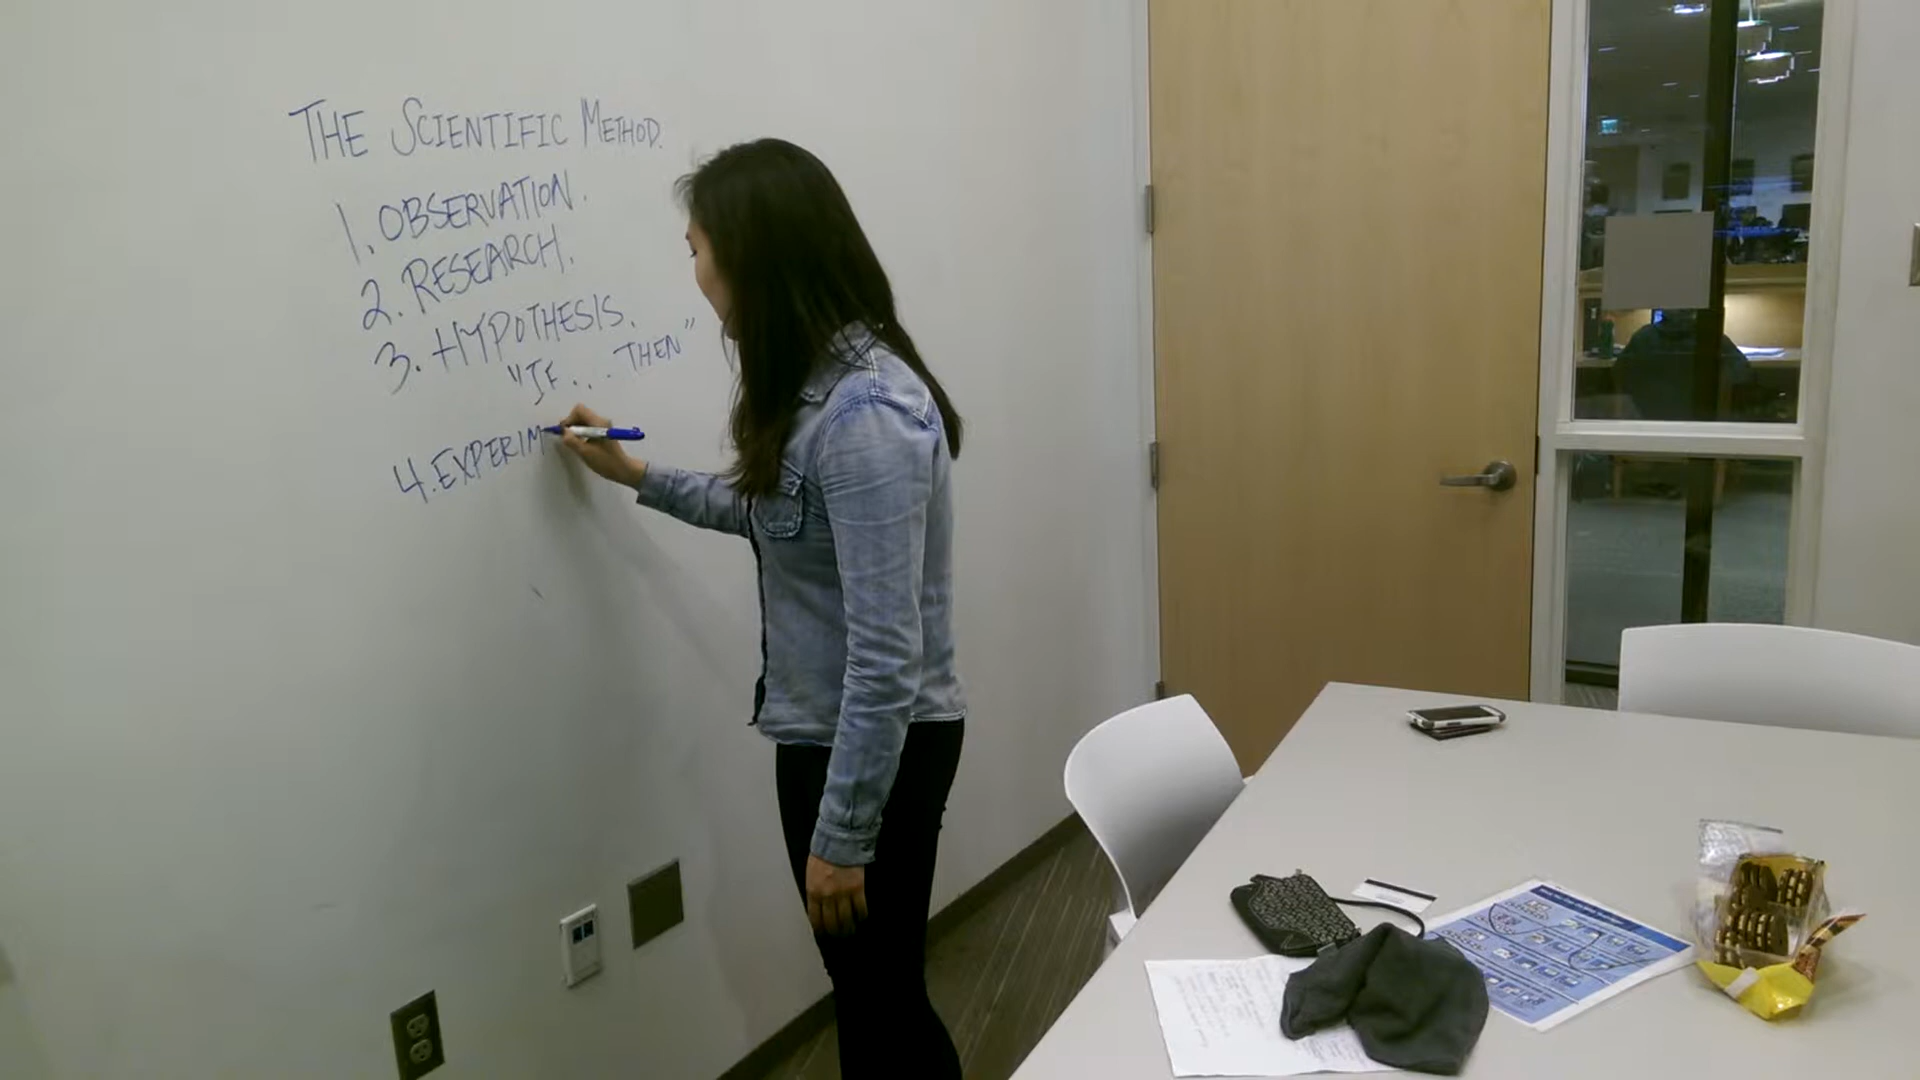 THE SCIENTIFIC METHOD.
1. OBSERVATION.
2. RESEARCH.
3. HYPOTHESIS.
"IF... THEN"
4. EXPERIM